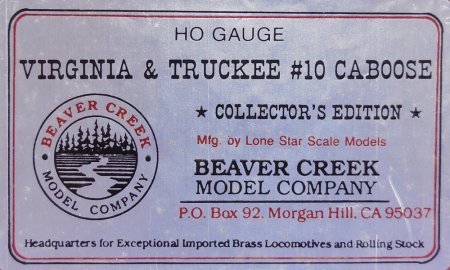 HO GAUGE
VIRGINIA & TRUCKEE #10 CABOOSE
★ COLLECTOR'S EDITION ★
Mfg. by Lone Star Scale Models
BEAVER CREEK
MODEL COMPANY
P.O. Box 92, Morgan Hill, CA 95037
• BEAVER CREEK •
MODEL COMPANY
Headquarters for Exceptional Imported Brass Locomotives and Rolling Stock